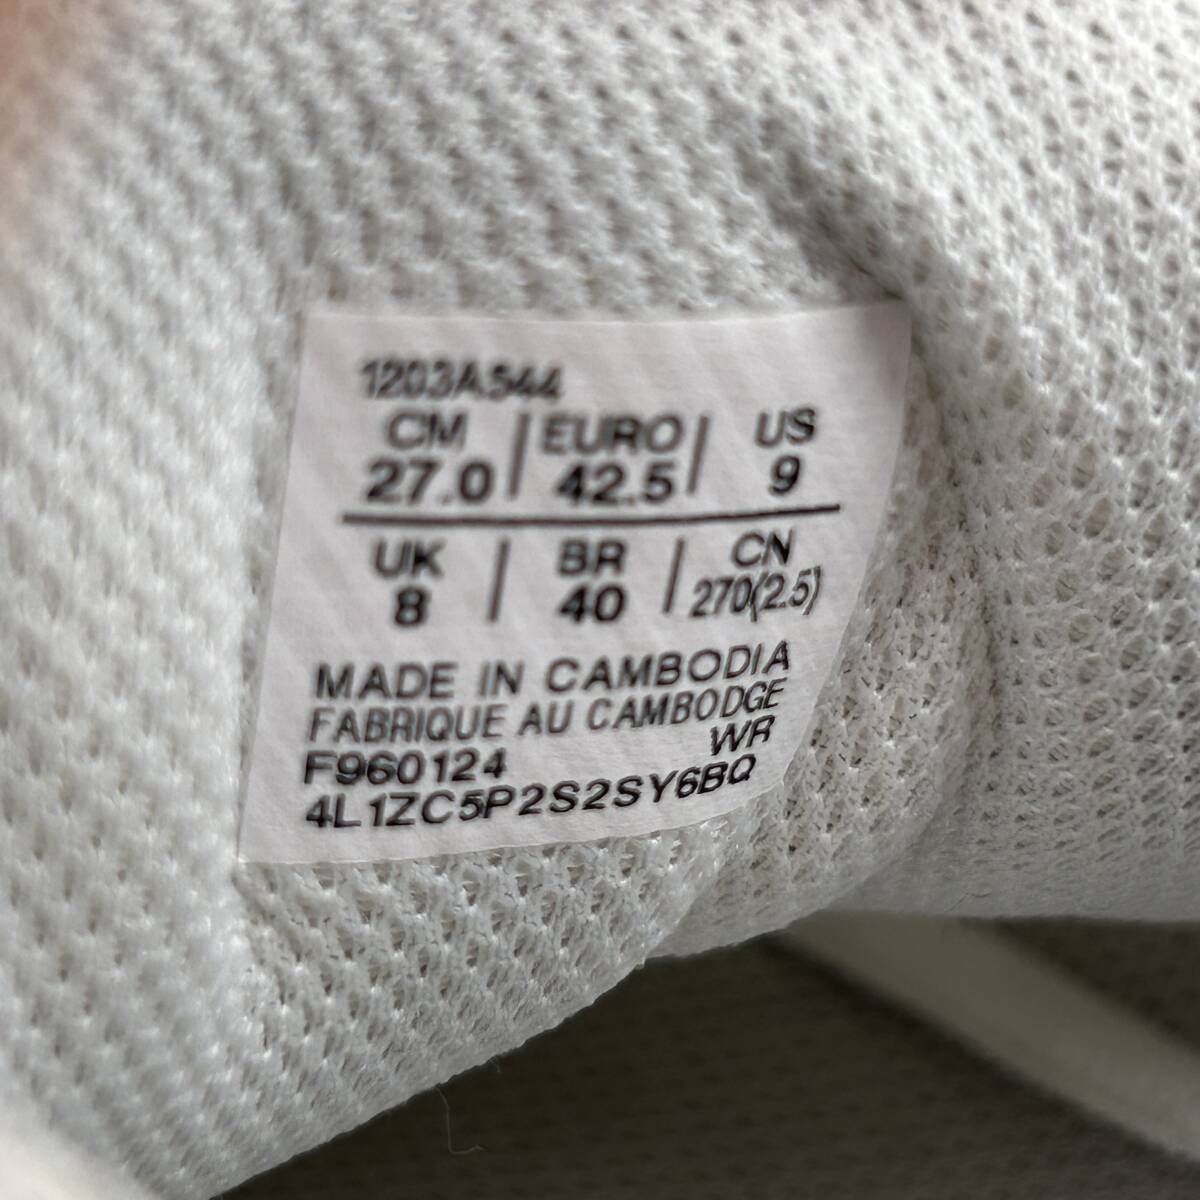 1203A544
CM | EURO | US
27.0 | 42.5 | 9
UK | BR | CN
8 | 40 | 270(2.5)
MADE IN CAMBODIA
FABRIQUE AU CAMBODGE
F960124 WR
4L1ZC5P2S2SY6BQ